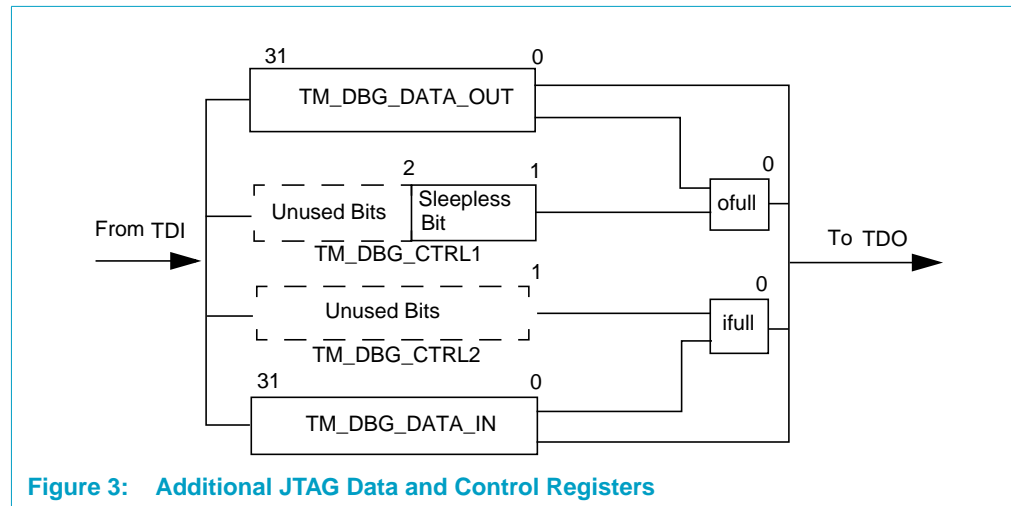 31 0
TM_DBG_DATA_OUT
2 1 0
Unused Bits Sleepless Bit ofull
TM_DBG_CTRL1
From TDI To TDO
1 0
Unused Bits ifull
TM_DBG_CTRL2
31 0
TM_DBG_DATA_IN
Figure 3: Additional JTAG Data and Control Registers